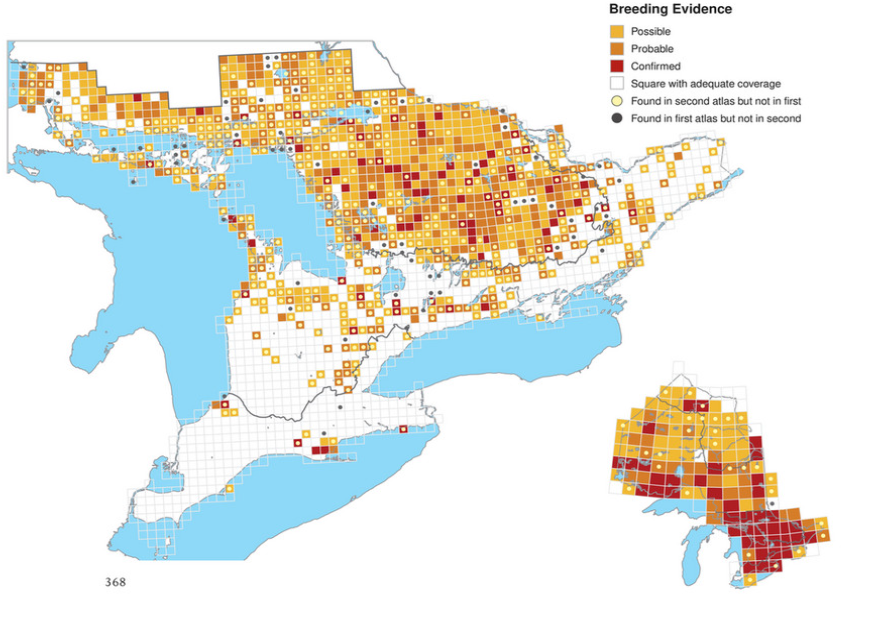 Breeding Evidence
Possible
Probable
Confirmed
Square with adequate coverage
Found in second atlas but not in first
Found in first atlas but not in second
368